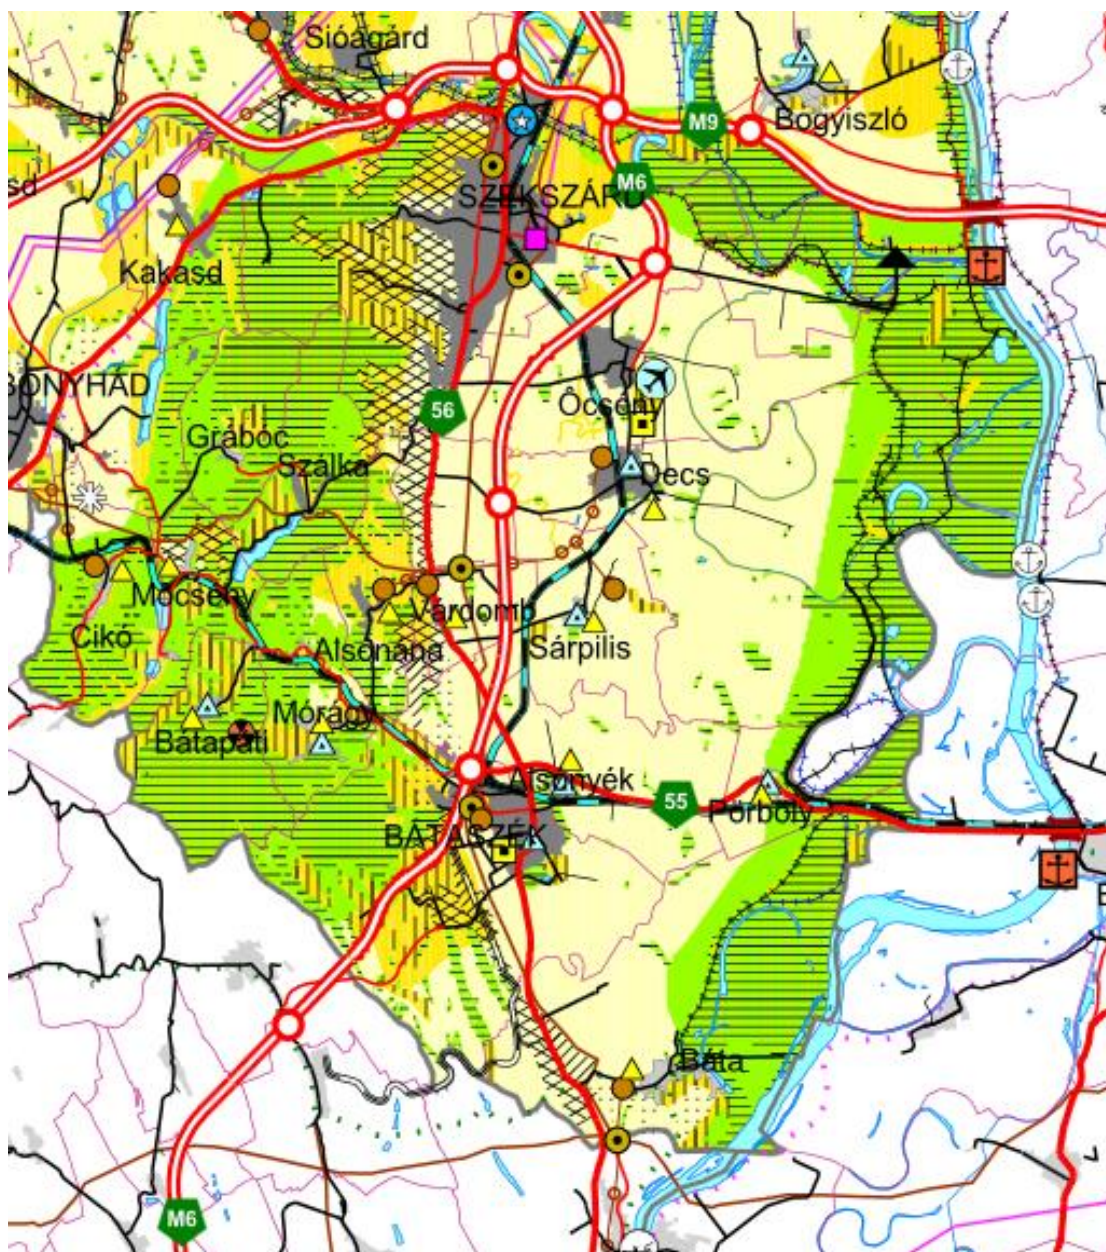 Sióagárd
M9
Bogyiszló
M6
SZEKSZÁRD
Kakasd
BONYHÁD
56
Őcsény
Grábóc
Szálka
Decs
Mőcsény
Várdomb
Cikó
Alsónána
Sárpilis
Mórágy
Bátapáti
Alsónyék
55
Pörböly
BÁTASZÉK
Báta
M6